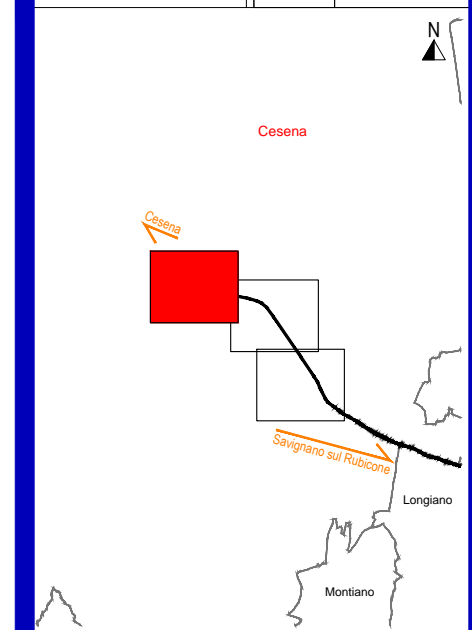 N
Cesena
Cesena
Savignano sul Rubicone
Longiano
Montiano